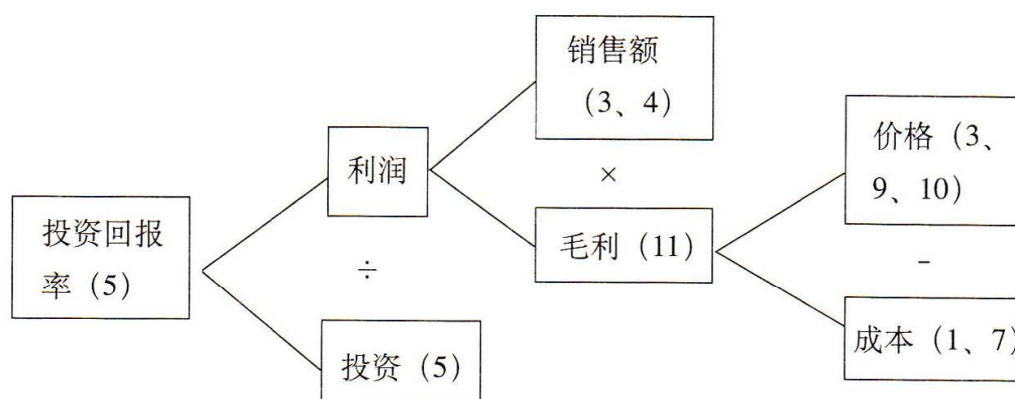 销售额
（3、4）
价格（3、
9、10）
利润
×
投资回报
率（5）
毛利（11）
÷
-
成本（1、7）
投资（5）